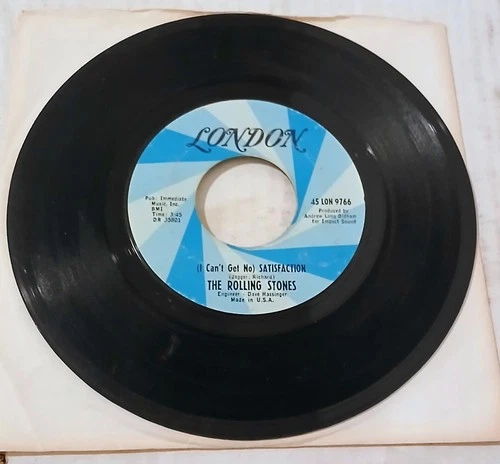 LONDON
Pub: Immediate
Music, Inc.
BMI
Time 3:45
DR 35803
45 LON 9766
Produced by
Andrew Loog Oldham
for Impact Sound
(I Can't Get No) SATISFACTION
(Jagger; Richard)
THE ROLLING STONES
Engineer - Dave Hassinger
Made in U.S.A.